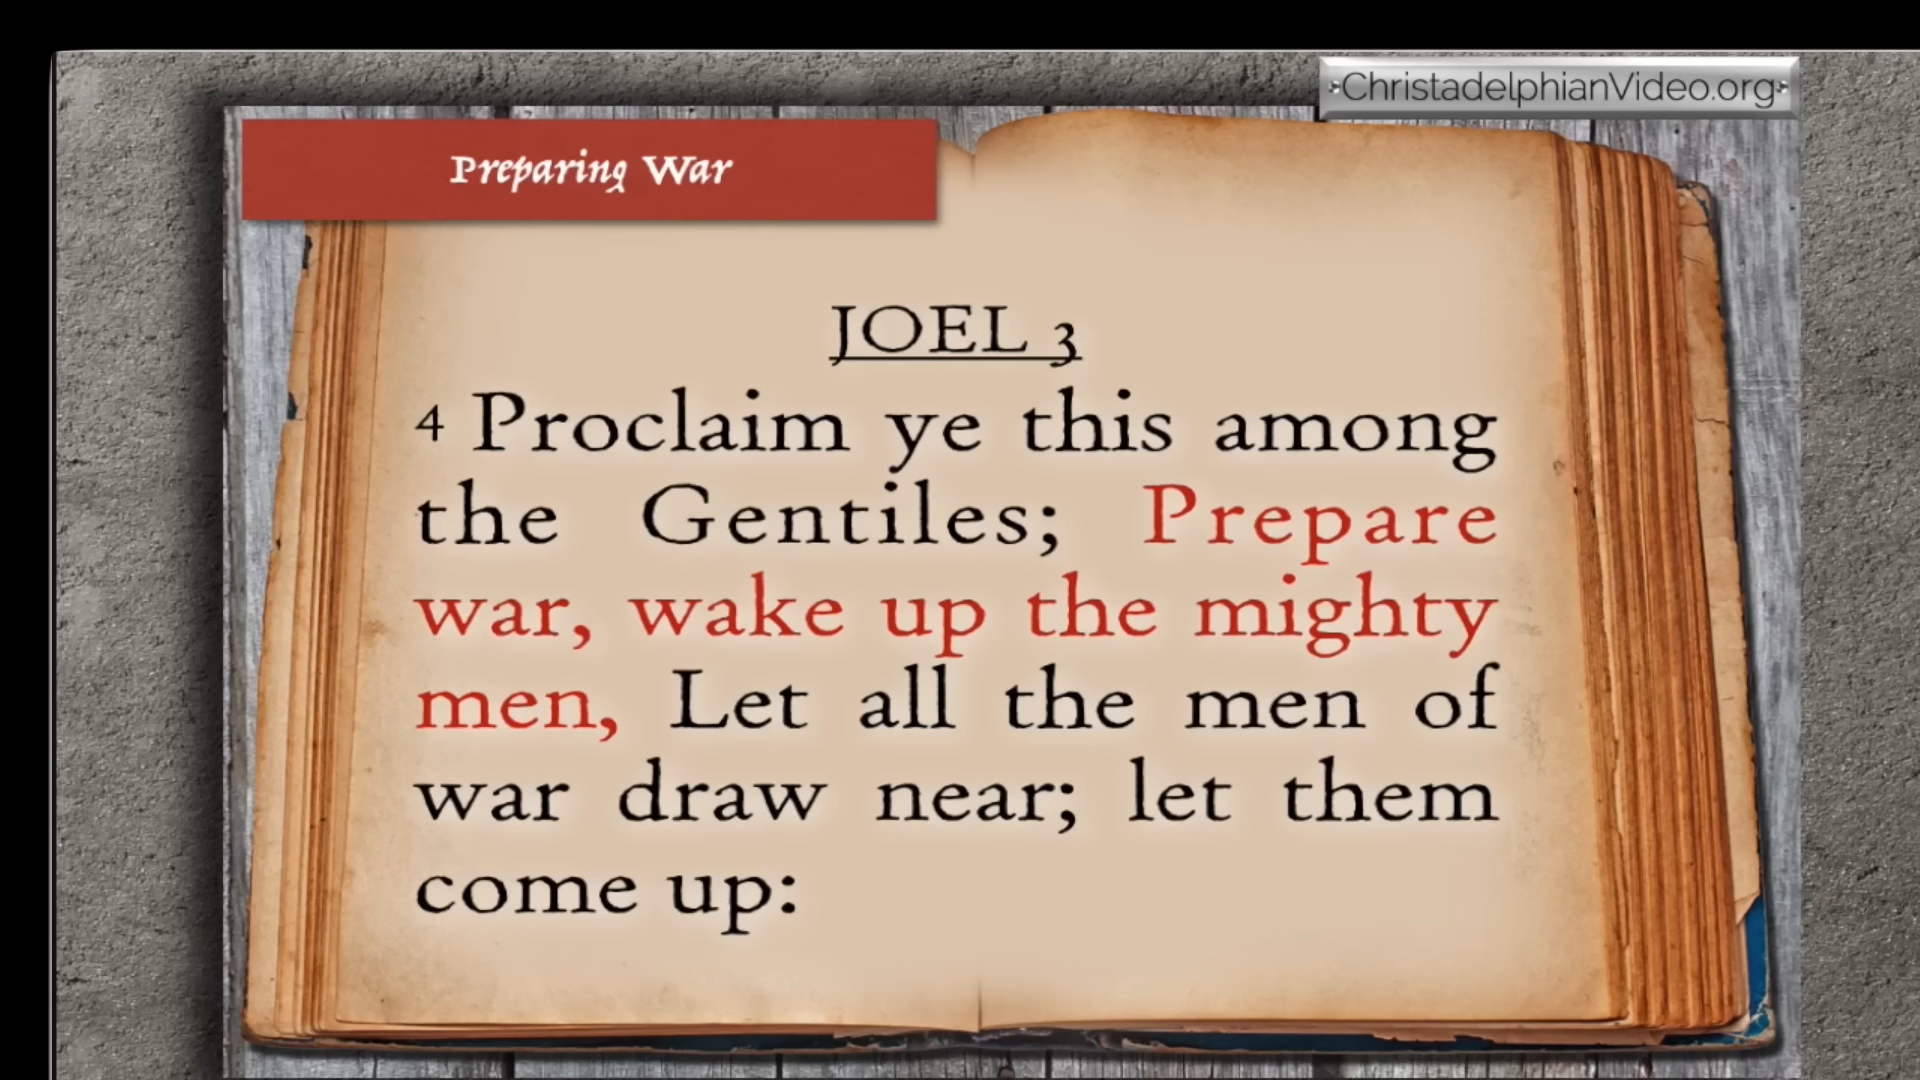 ChristadelphianVideo.org
Preparing War
JOEL 3
4 Proclaim ye this among
the Gentiles; Prepare
war, wake up the mighty
men, Let all the men of
war draw near; let them
come up: